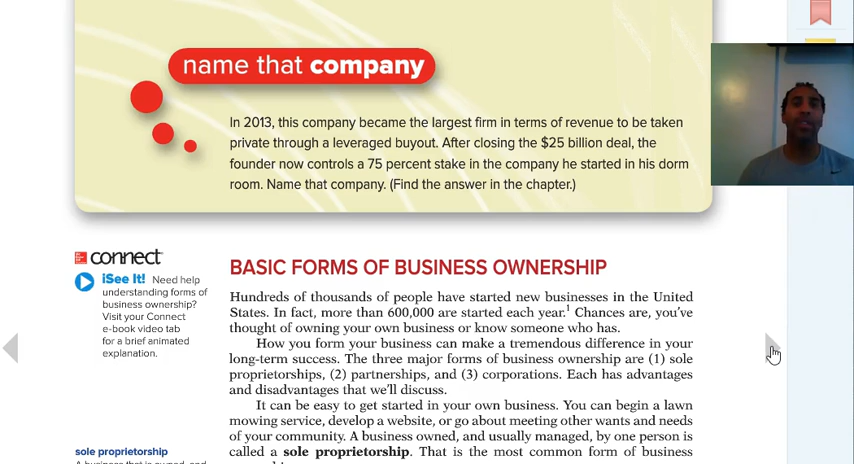 name that company
In 2013, this company became the largest firm in terms of revenue to be taken
private through a leveraged buyout. After closing the $25 billion deal, the
founder now controls a 75 percent stake in the company he started in his dorm
room. Name that company. (Find the answer in the chapter.)
connect
iSee It! Need help
understanding forms of
business ownership?
Visit your Connect
e-book video tab
for a brief animated
explanation.
BASIC FORMS OF BUSINESS OWNERSHIP
Hundreds of thousands of people have started new businesses in the United
States. In fact, more than 600,000 are started each year.¹ Chances are, you've
thought of owning your own business or know someone who has.
How you form your business can make a tremendous difference in your
long-term success. The three major forms of business ownership are (1) sole
proprietorships, (2) partnerships, and (3) corporations. Each has advantages
and disadvantages that we'll discuss.
It can be easy to get started in your own business. You can begin a lawn
mowing service, develop a website, or go about meeting other wants and needs
of your community. A business owned, and usually managed, by one person is
called a sole proprietorship. That is the most common form of business
sole proprietorship